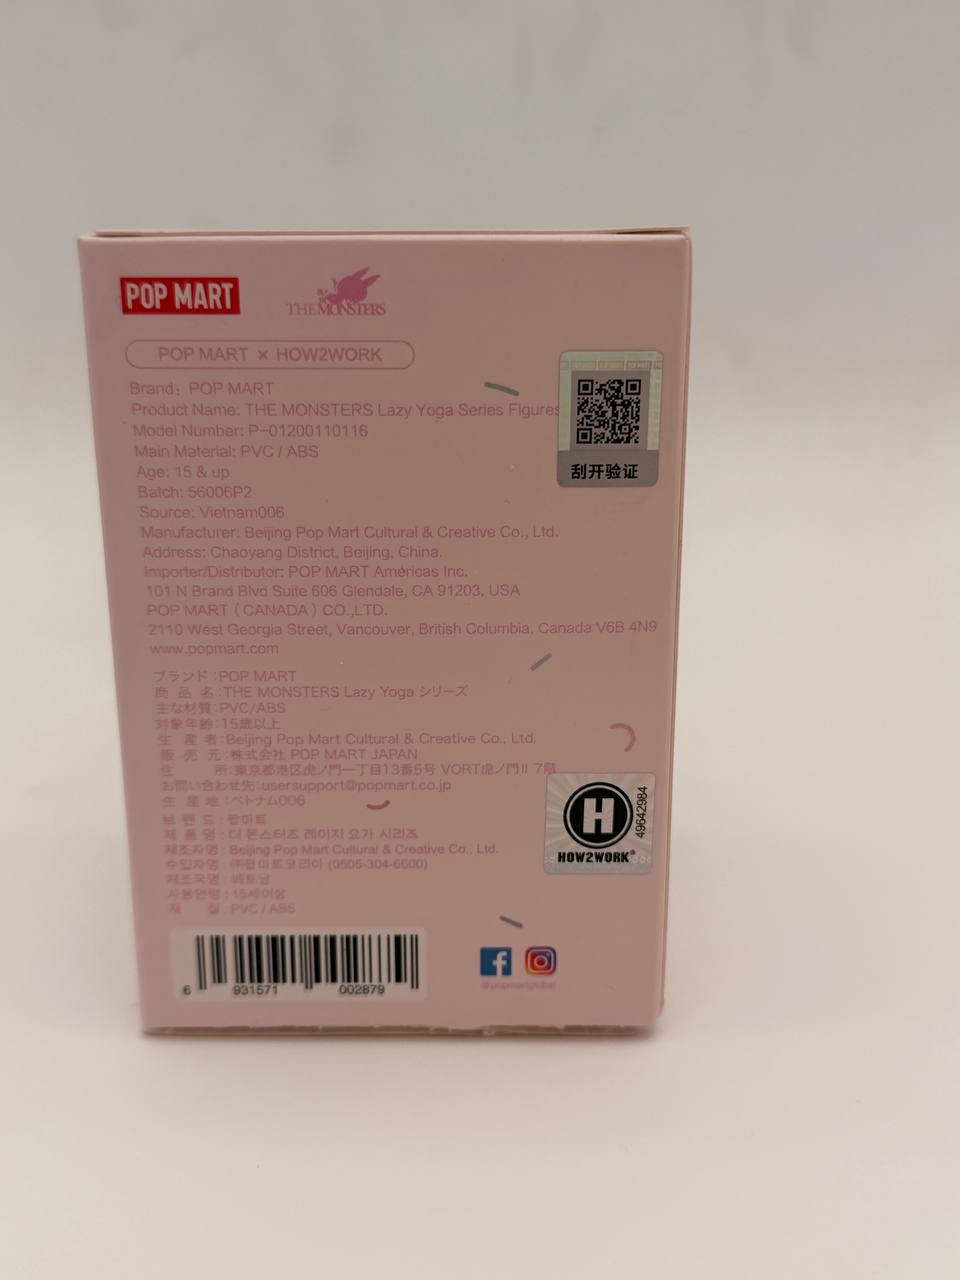 POP MART
THE MONSTERS
POP MART × HOW2WORK
Brand: POP MART
Product Name: THE MONSTERS Lazy Yoga Series Figures
Model Number: P-01200110116
Main Material: PVC / ABS
Age: 15 & up
Batch: 56006P2
Source: Vietnam006
Manufacturer: Beijing Pop Mart Cultural & Creative Co., Ltd.
Address: Chaoyang District, Beijing, China.
Importer/Distributor: POP MART Americas Inc.
101 N Brand Blvd Suite 606 Glendale, CA 91203, USA
POP MART ( CANADA ) CO.,LTD.
2110 West Georgia Street, Vancouver, British Columbia, Canada V6B 4N9
www.popmart.com
刮开验证
ブランド:POP MART
商品名:THE MONSTERS Lazy Yoga シリーズ
主な材質:PVC/ABS
対象年齢:15歳以上
生産者:Beijing Pop Mart Cultural & Creative Co., Ltd.
販売元:株式会社 POP MART JAPAN
住所:東京都港区虎ノ門一丁目13番5号 VORT虎ノ門II 7階
お問い合わせ先:usersupport@popmart.co.jp
生産地:ベトナム006
브랜드:팝마트
제품명:더 몬스터즈 레이지 요가 시리즈
제조자명:Beijing Pop Mart Cultural & Creative Co., Ltd.
수입자명:㈜팝마트코리아 (0505-304-6600)
제조국명:베트남
사용연령:15세이상
재질:PVC / ABS
H
HOW2WORK®
49642984
6 931571 002879
@popmartglobal